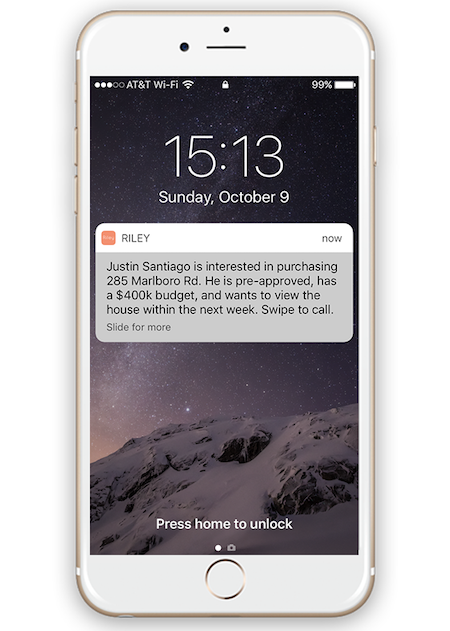 AT&T Wi-Fi 99%
15:13
Sunday, October 9
RILEY now
Justin Santiago is interested in purchasing
285 Marlboro Rd. He is pre-approved, has
a $400k budget, and wants to view the
house within the next week. Swipe to call.
Slide for more
Press home to unlock